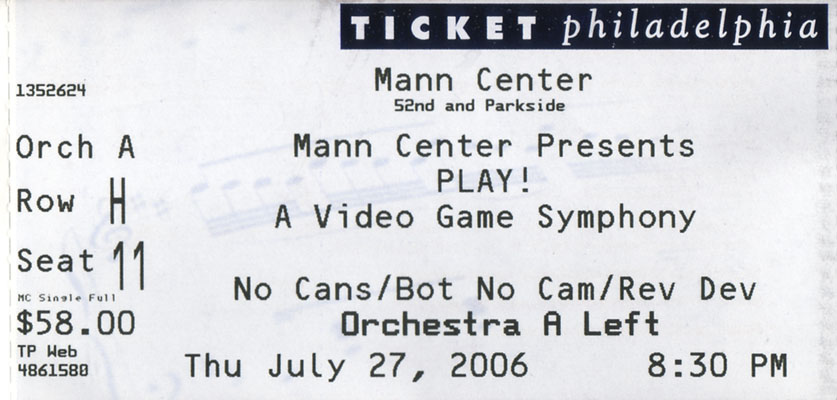 TICKET philadelphia
1352624
Mann Center
52nd and Parkside
Orch A
Mann Center Presents
PLAY!
Row H
A Video Game Symphony
Seat 11
No Cans/Bot No Cam/Rev Dev
MC Single Full
$58.00
Orchestra A Left
TP Web
4861580
Thu July 27, 2006 8:30 PM